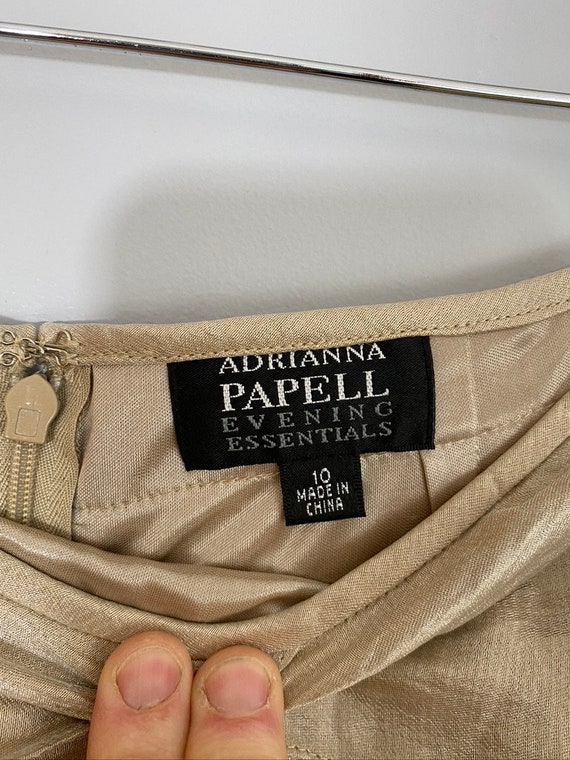 ADRIANNA
PAPELL
EVENING
ESSENTIALS
10
MADE IN
CHINA